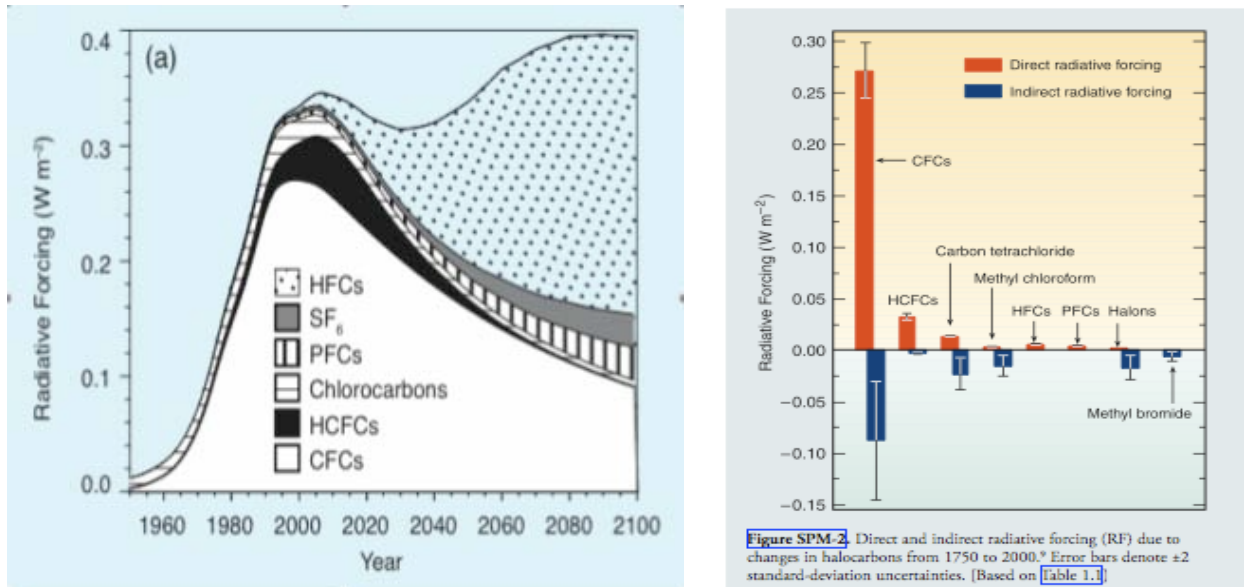 0.4
(a)
0.3
0.2
0.1
0.0
Radiative Forcing (W m⁻²)
HFCs
SF₆
PFCs
Chlorocarbons
HCFCs
CFCs
1960 1980 2000 2020 2040 2060 2080 2100
Year
0.30
0.25
0.20
0.15
0.10
0.05
0.00
−0.05
−0.10
−0.15
Radiative Forcing (W m⁻²)
Direct radiative forcing
Indirect radiative forcing
CFCs
Carbon tetrachloride
Methyl chloroform
HCFCs
HFCs
PFCs
Halons
Methyl bromide
Figure SPM-2. Direct and indirect radiative forcing (RF) due to
changes in halocarbons from 1750 to 2000.⁹ Error bars denote ±2
standard-deviation uncertainties. [Based on Table 1.1]